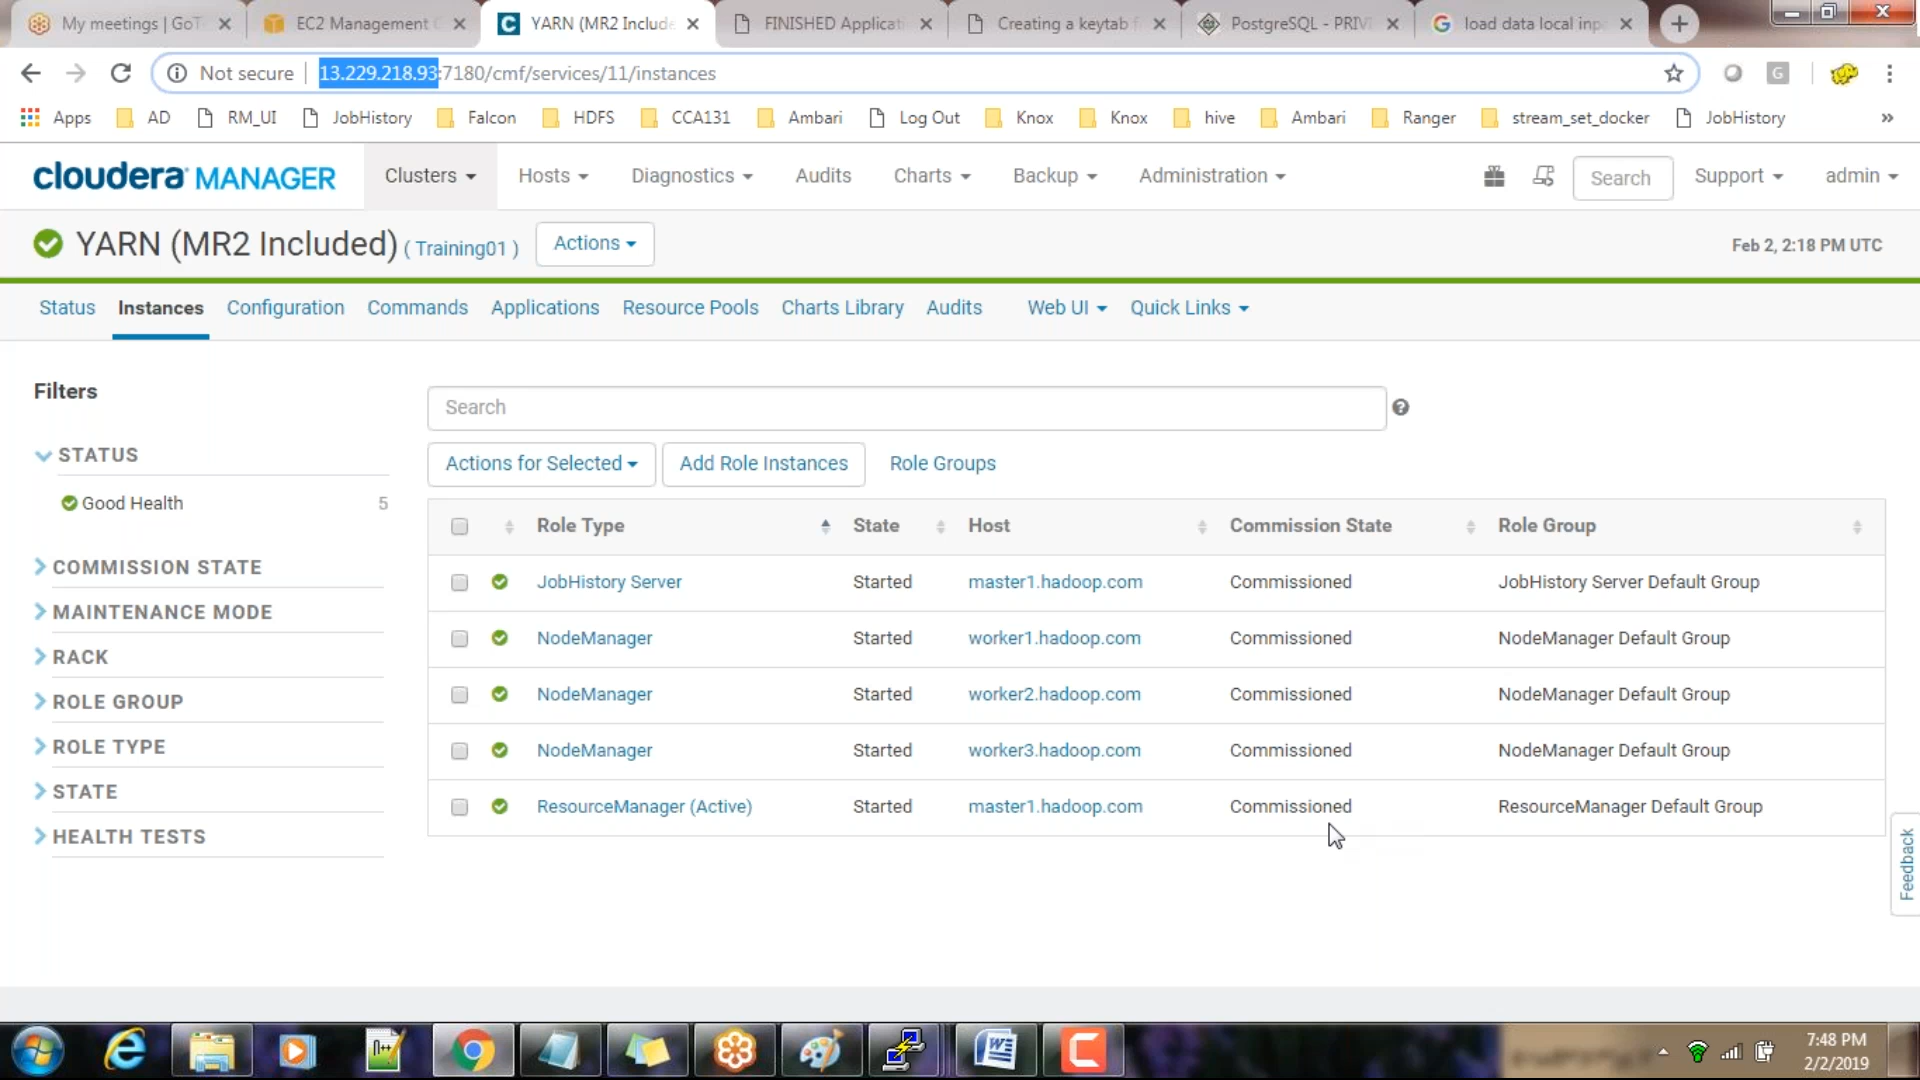 My meetings | GoT
EC2 Management C
YARN (MR2 Include
FINISHED Applicati
Creating a keytab f
PostgreSQL - PRIVI
load data local inp
Not secure | 13.229.218.93:7180/cmf/services/11/instances
Apps AD RM_UI JobHistory Falcon HDFS CCA131 Ambari Log Out Knox Knox hive Ambari Ranger stream_set_docker JobHistory »
cloudera MANAGER Clusters Hosts Diagnostics Audits Charts Backup Administration Search Support admin
YARN (MR2 Included) ( Training01 ) Actions Feb 2, 2:18 PM UTC
Status Instances Configuration Commands Applications Resource Pools Charts Library Audits Web UI Quick Links
Filters
STATUS
Good Health 5
COMMISSION STATE
MAINTENANCE MODE
RACK
ROLE GROUP
ROLE TYPE
STATE
HEALTH TESTS
Search
Actions for Selected Add Role Instances Role Groups
Role Type State Host Commission State Role Group
JobHistory Server Started master1.hadoop.com Commissioned JobHistory Server Default Group
NodeManager Started worker1.hadoop.com Commissioned NodeManager Default Group
NodeManager Started worker2.hadoop.com Commissioned NodeManager Default Group
NodeManager Started worker3.hadoop.com Commissioned NodeManager Default Group
ResourceManager (Active) Started master1.hadoop.com Commissioned ResourceManager Default Group
Feedback
7:48 PM
2/2/2019